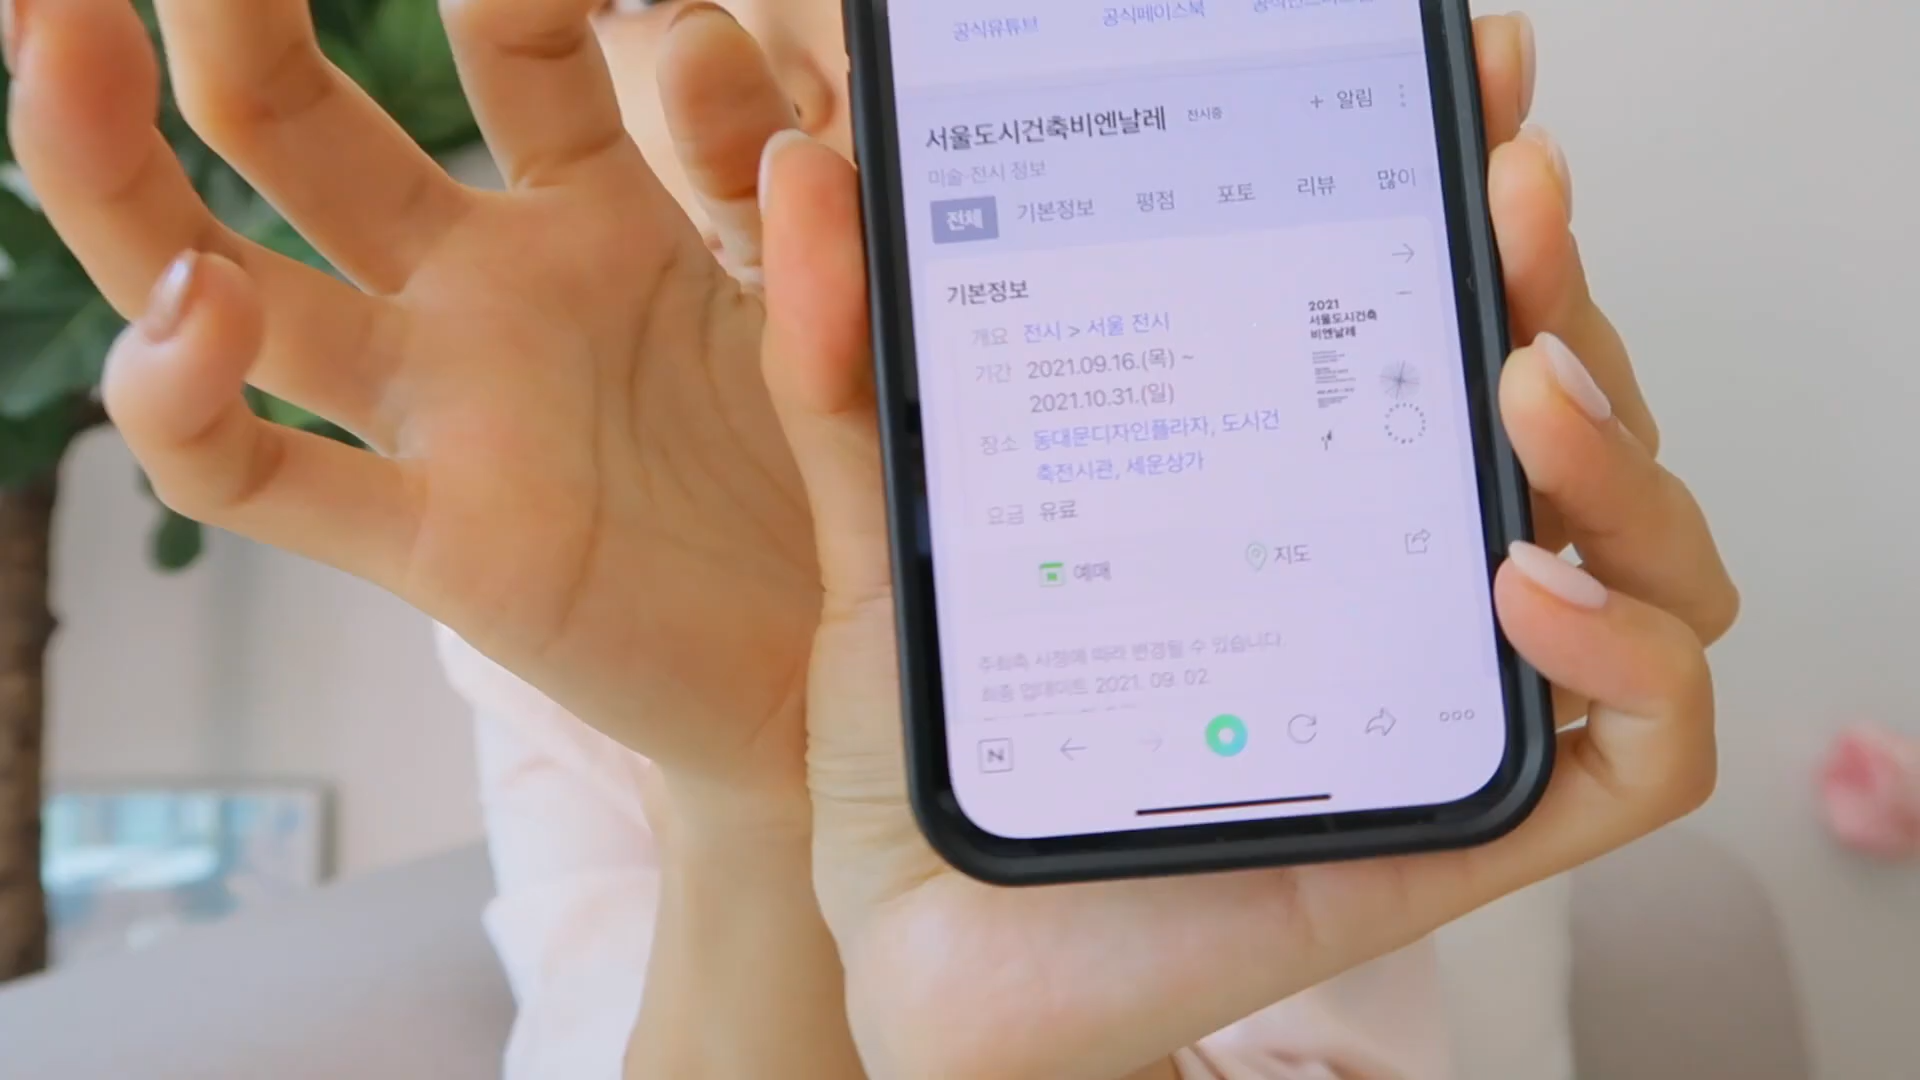 공식유튜브 공식페이스북
서울도시건축비엔날레 전시중 + 알림
미술·전시 정보
전체 기본정보 평점 포토 리뷰 많이
기본정보
개요 전시 > 서울 전시
기간 2021.09.16.(목) ~
2021.10.31.(일)
장소 동대문디자인플라자, 도시건
축전시관, 세운상가
요금 유료
2021
서울도시건축
비엔날레
예매 지도
주최측 사정에 따라 변경될 수 있습니다.
최종 업데이트 2021. 09. 02
N